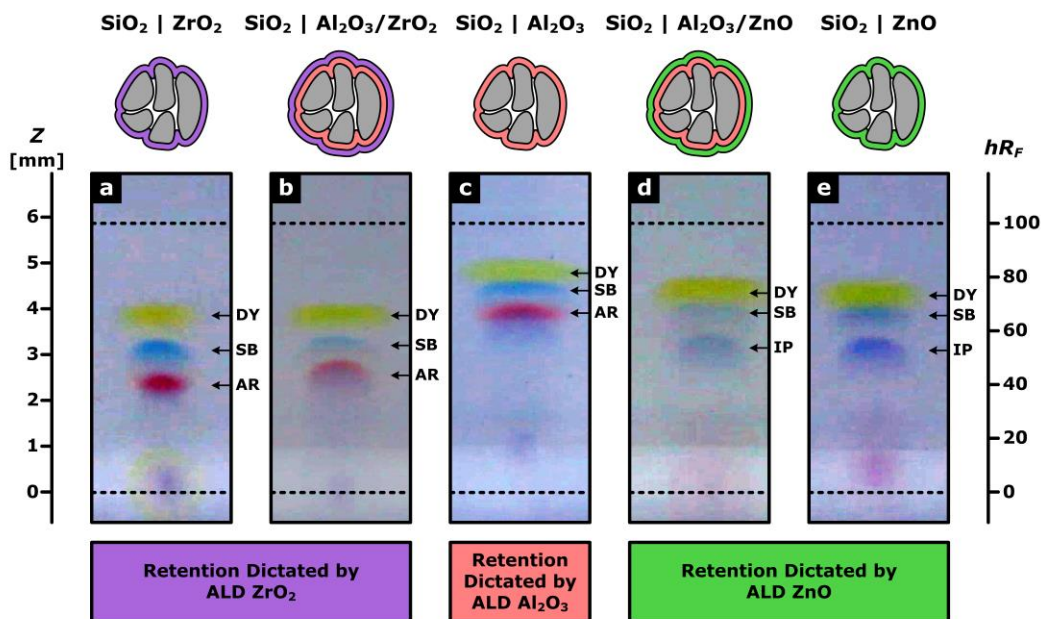 SiO₂ | ZrO₂
SiO₂ | Al₂O₃/ZrO₂
SiO₂ | Al₂O₃
SiO₂ | Al₂O₃/ZnO
SiO₂ | ZnO
Z
[mm]
6
5
4
3
2
1
0
a
DY
SB
AR
b
DY
SB
AR
c
DY
SB
AR
d
DY
SB
IP
e
DY
SB
IP
hR_F
100
80
60
40
20
0
Retention Dictated by
ALD ZrO₂
Retention
Dictated by
ALD Al₂O₃
Retention Dictated by
ALD ZnO